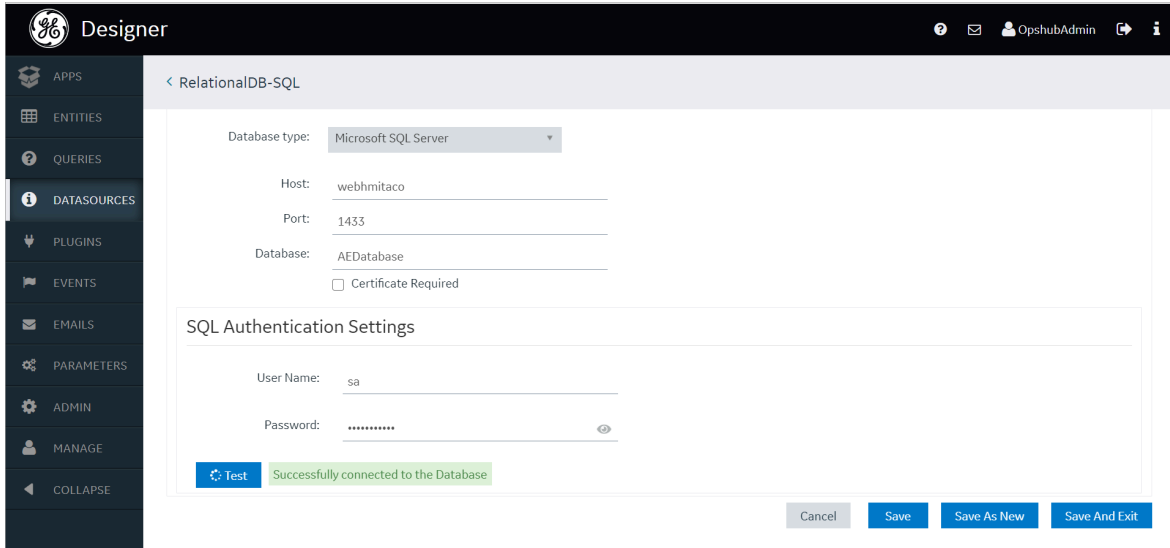 Designer
OpshubAdmin
APPS
RelationalDB-SQL
ENTITIES
QUERIES
DATASOURCES
PLUGINS
EVENTS
EMAILS
PARAMETERS
ADMIN
MANAGE
COLLAPSE
Database type: Microsoft SQL Server
Host: webhmitaco
Port: 1433
Database: AEDatabase
Certificate Required
SQL Authentication Settings
User Name: sa
Password: •••••••••••
Test Successfully connected to the Database
Cancel Save Save As New Save And Exit